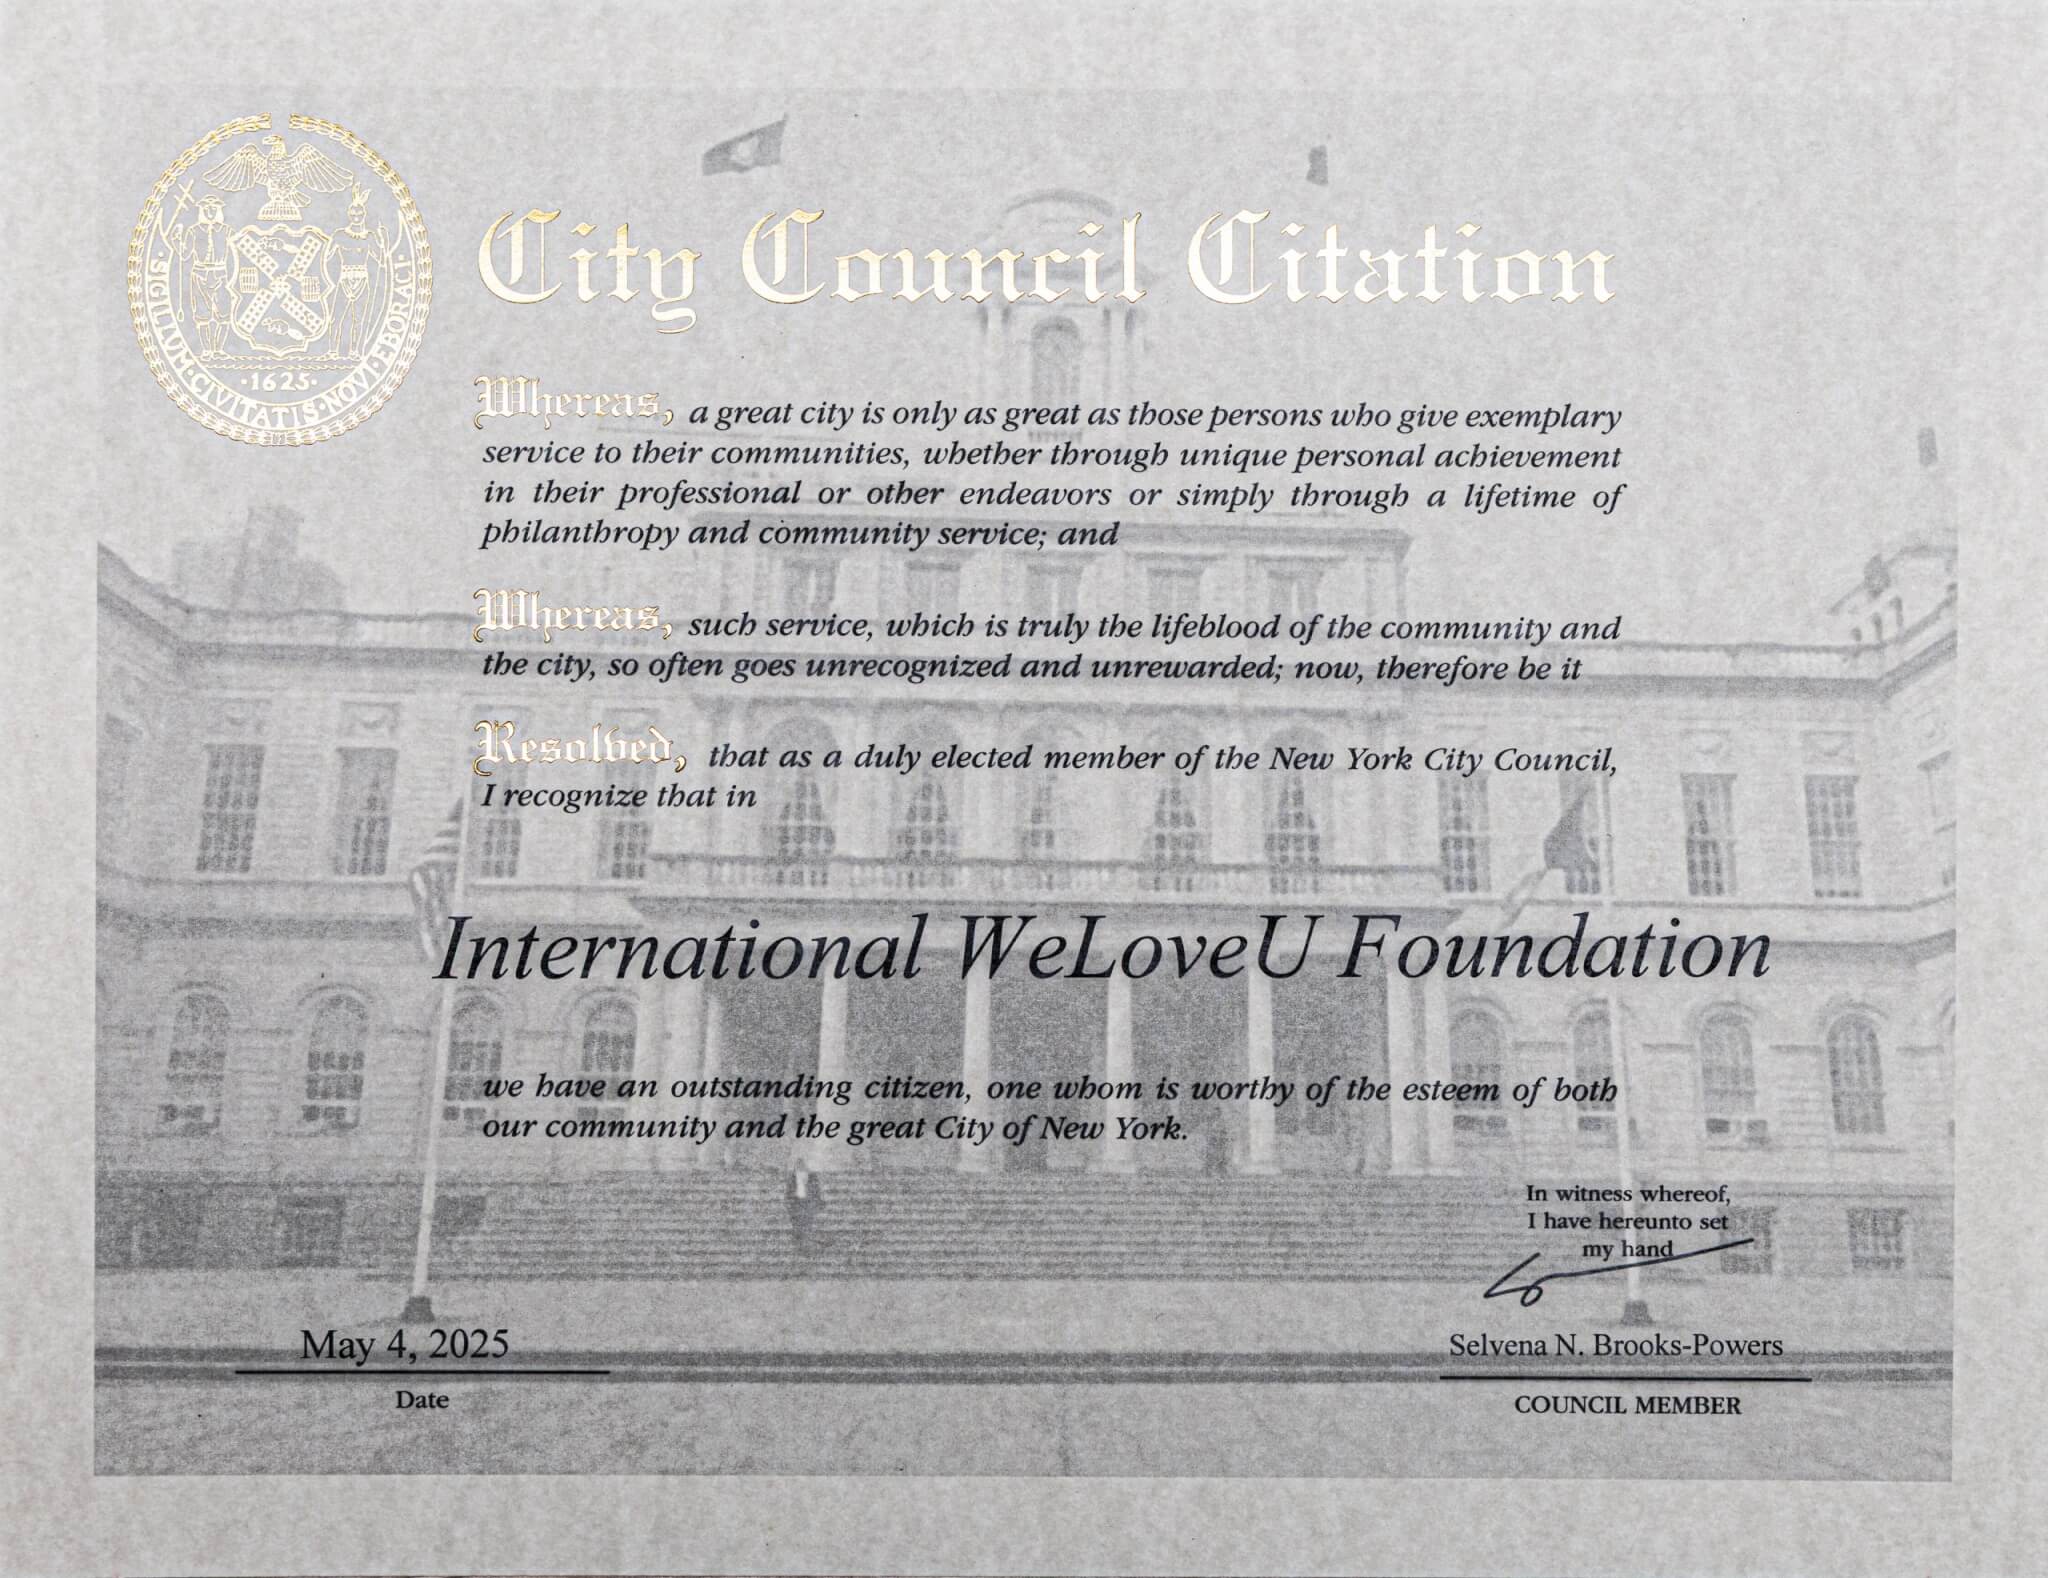 SIGILLUM·CIVITATIS·NOVI·EBORACI·
·1625·
City Council Citation
Whereas, a great city is only as great as those persons who give exemplary
service to their communities, whether through unique personal achievement
in their professional or other endeavors or simply through a lifetime of
philanthropy and community service; and
Whereas, such service, which is truly the lifeblood of the community and
the city, so often goes unrecognized and unrewarded; now, therefore be it
Resolved, that as a duly elected member of the New York City Council,
I recognize that in
International WeLoveU Foundation
we have an outstanding citizen, one whom is worthy of the esteem of both
our community and the great City of New York.
In witness whereof,
I have hereunto set
my hand
May 4, 2025
Date
Selvena N. Brooks-Powers
COUNCIL MEMBER